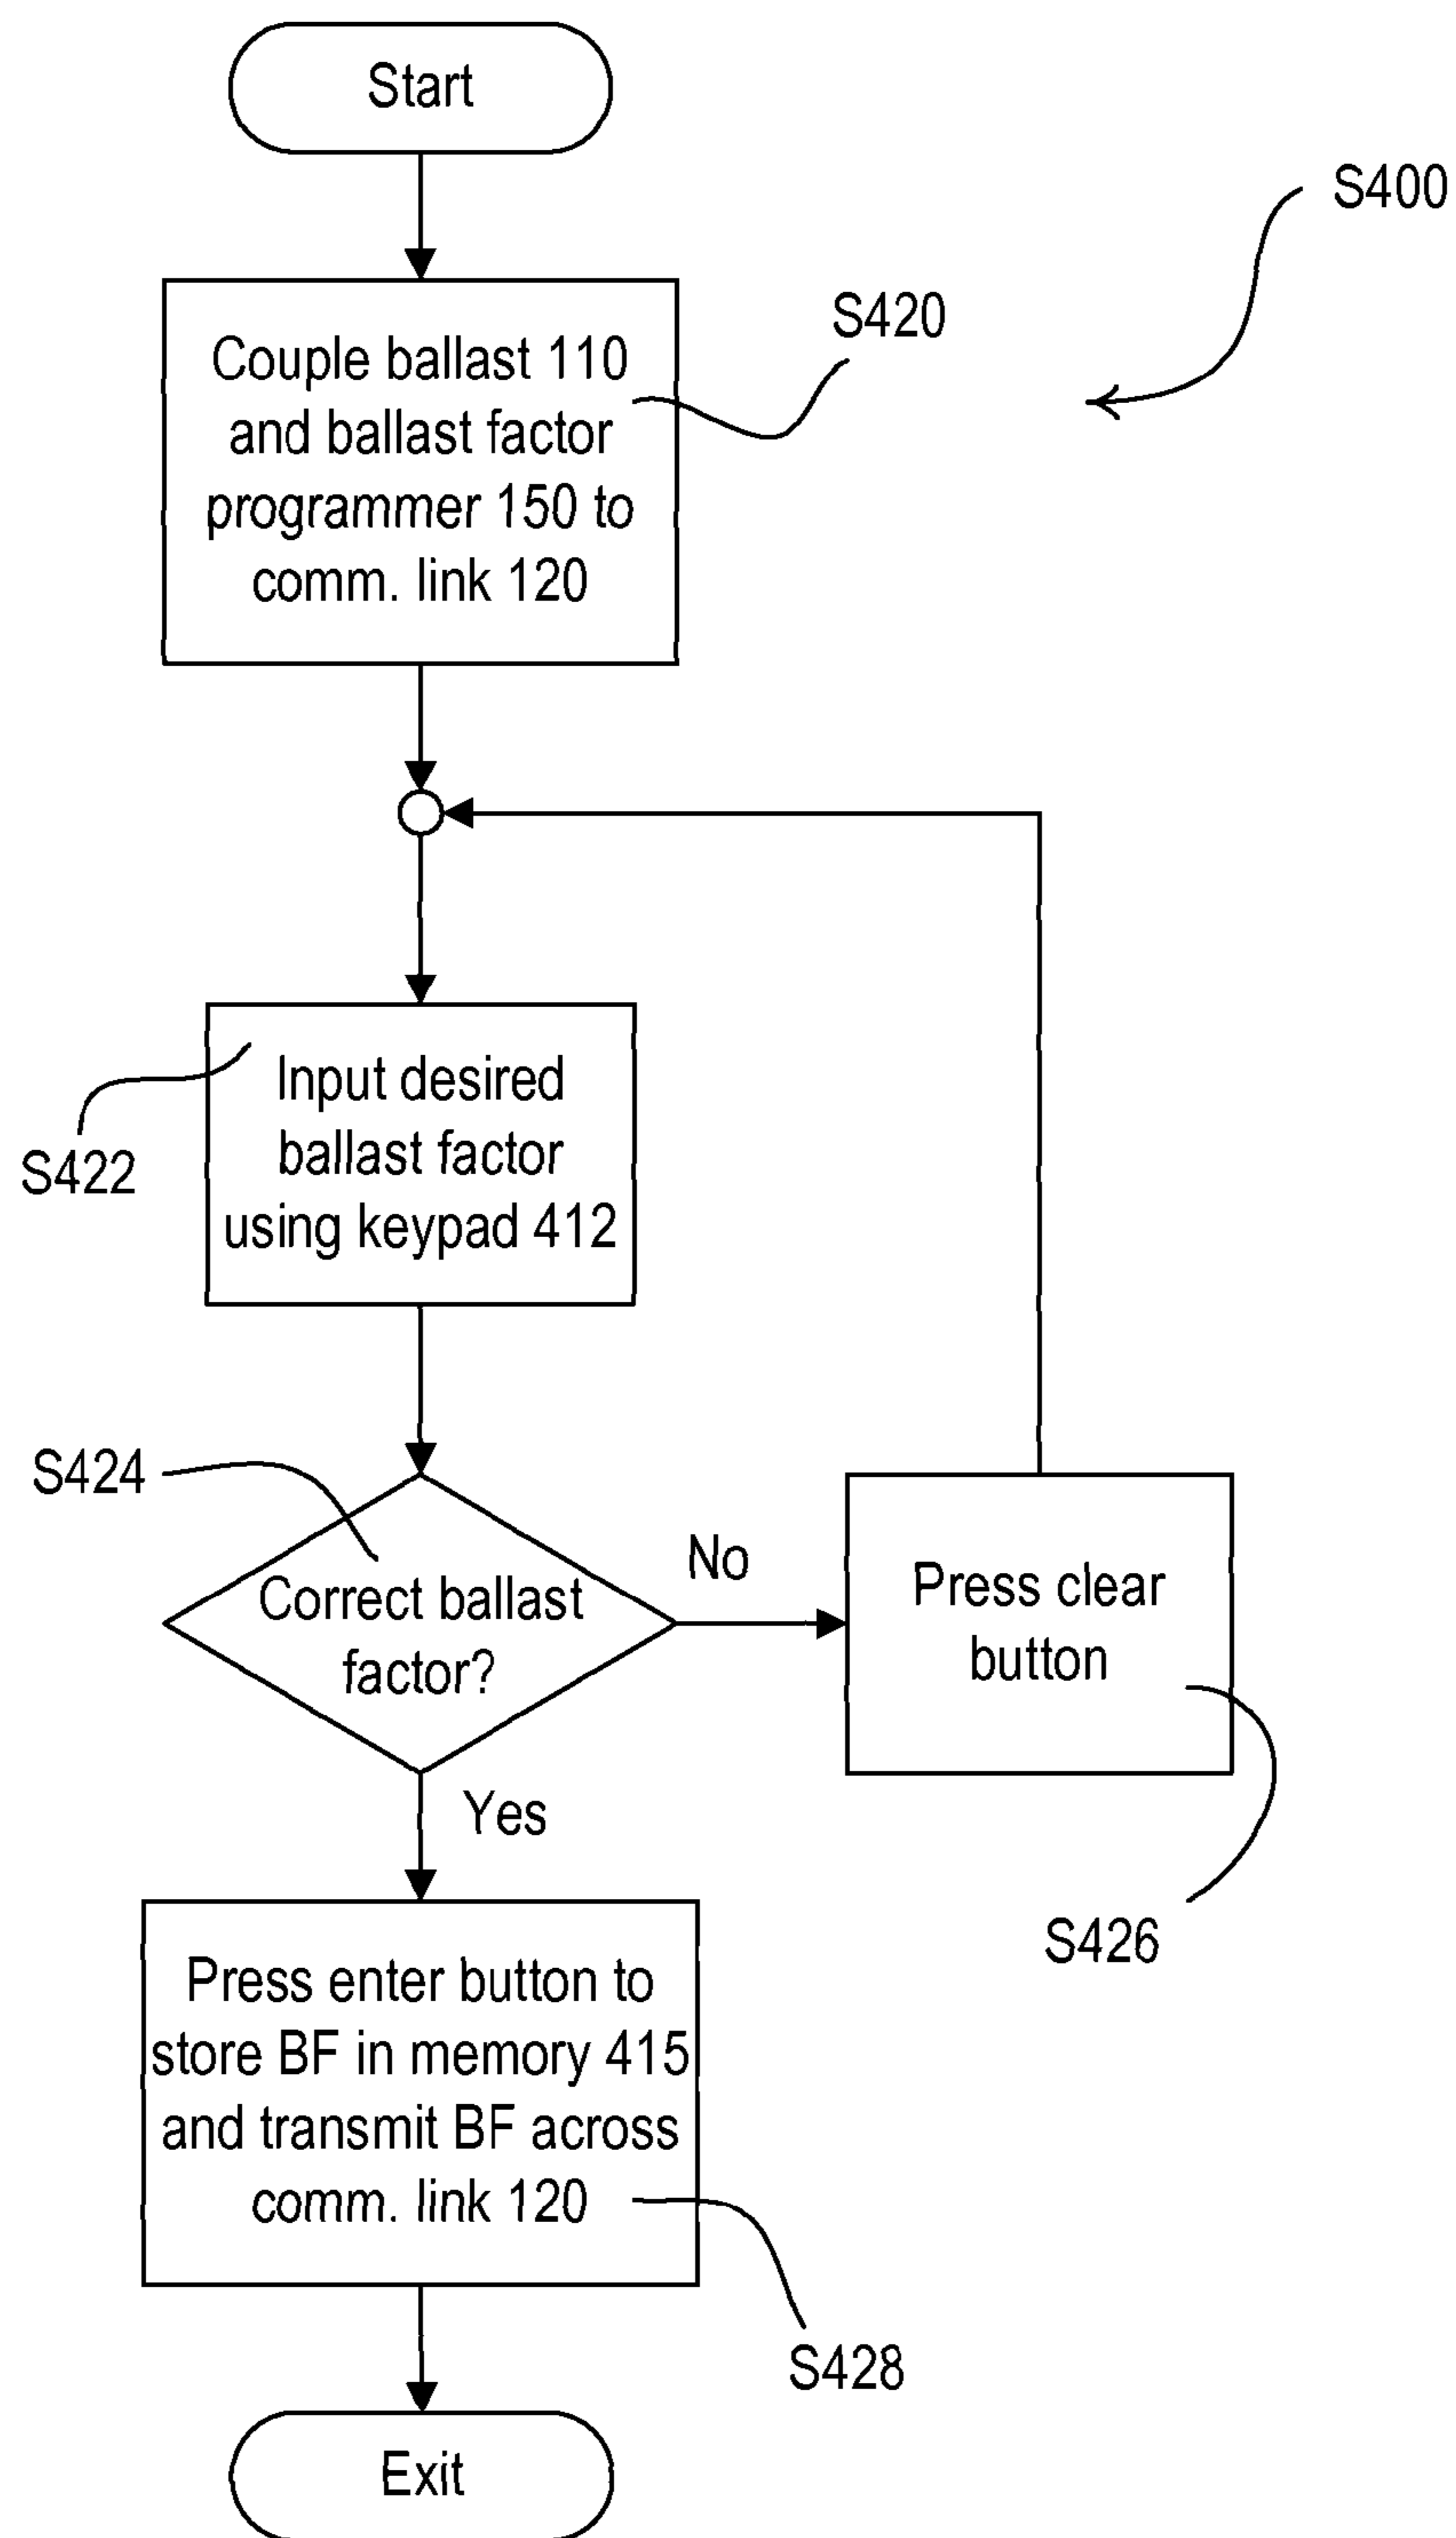 Start
S400
S420
Couple ballast 110
and ballast factor
programmer 150 to
comm. link 120
Input desired
ballast factor
using keypad 412
S422
S424
Correct ballast
factor?
No
Press clear
button
Yes
S426
Press enter button to
store BF in memory 415
and transmit BF across
comm. link 120
S428
Exit